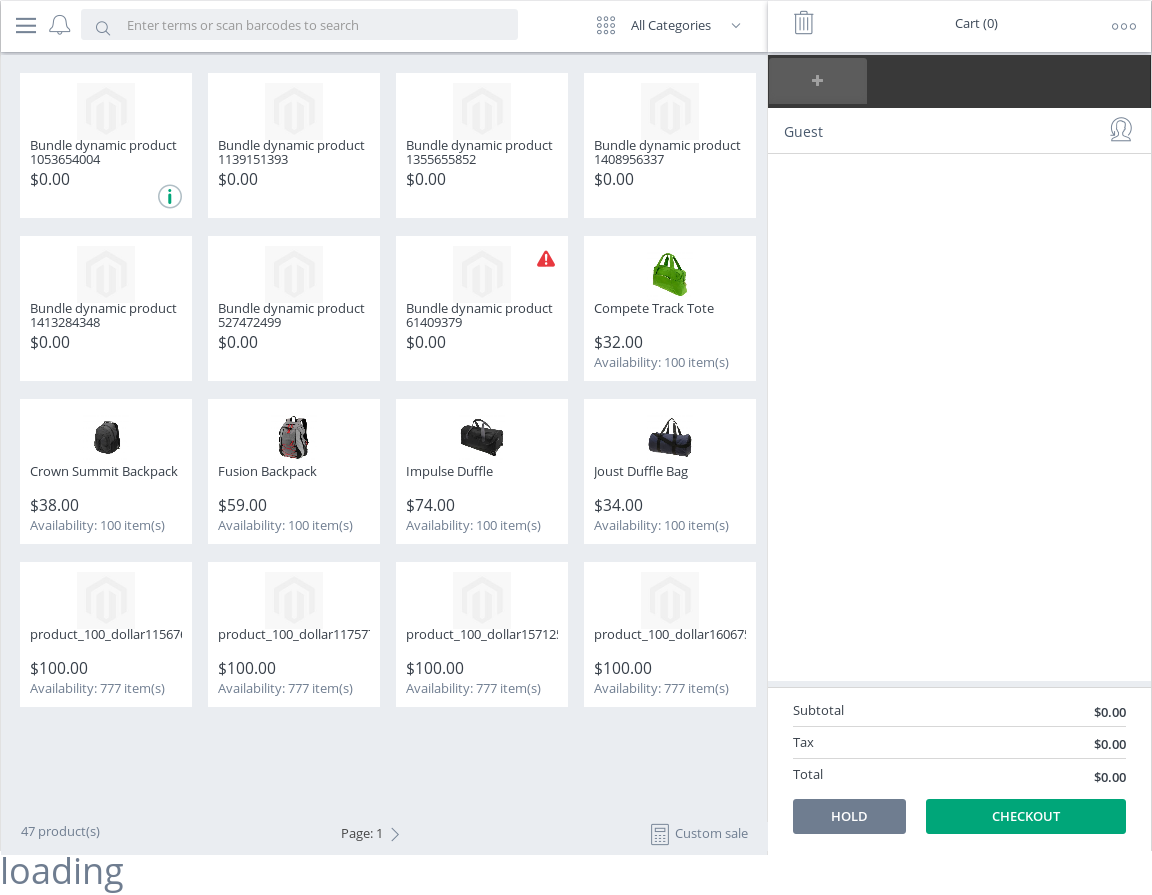 Enter terms or scan barcodes to search
All Categories
Cart (0)
Guest
Bundle dynamic product
1053654004
$0.00
Bundle dynamic product
1139151393
$0.00
Bundle dynamic product
1355655852
$0.00
Bundle dynamic product
1408956337
$0.00
Bundle dynamic product
1413284348
$0.00
Bundle dynamic product
527472499
$0.00
Bundle dynamic product
61409379
$0.00
Compete Track Tote
$32.00
Availability: 100 item(s)
Crown Summit Backpack
$38.00
Availability: 100 item(s)
Fusion Backpack
$59.00
Availability: 100 item(s)
Impulse Duffle
$74.00
Availability: 100 item(s)
Joust Duffle Bag
$34.00
Availability: 100 item(s)
product_100_dollar11567
$100.00
Availability: 777 item(s)
product_100_dollar11757
$100.00
Availability: 777 item(s)
product_100_dollar15712
$100.00
Availability: 777 item(s)
product_100_dollar16067
$100.00
Availability: 777 item(s)
47 product(s)
Page: 1
Custom sale
Subtotal $0.00
Tax $0.00
Total $0.00
HOLD
CHECKOUT
loading